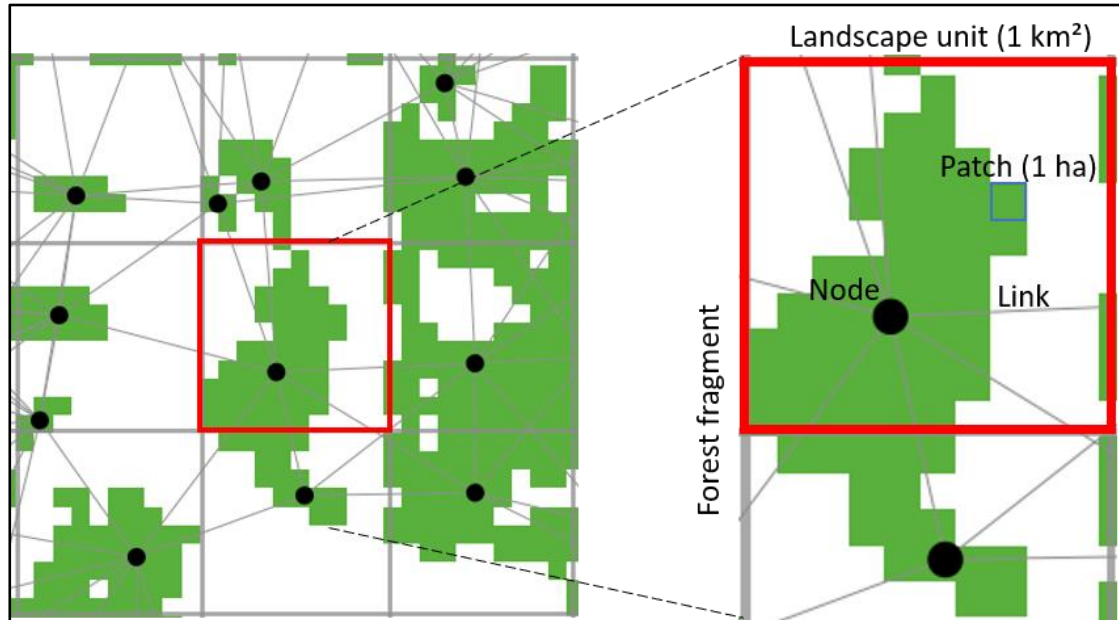 Landscape unit (1 km²)
Patch (1 ha)
Node
Link
Forest fragment